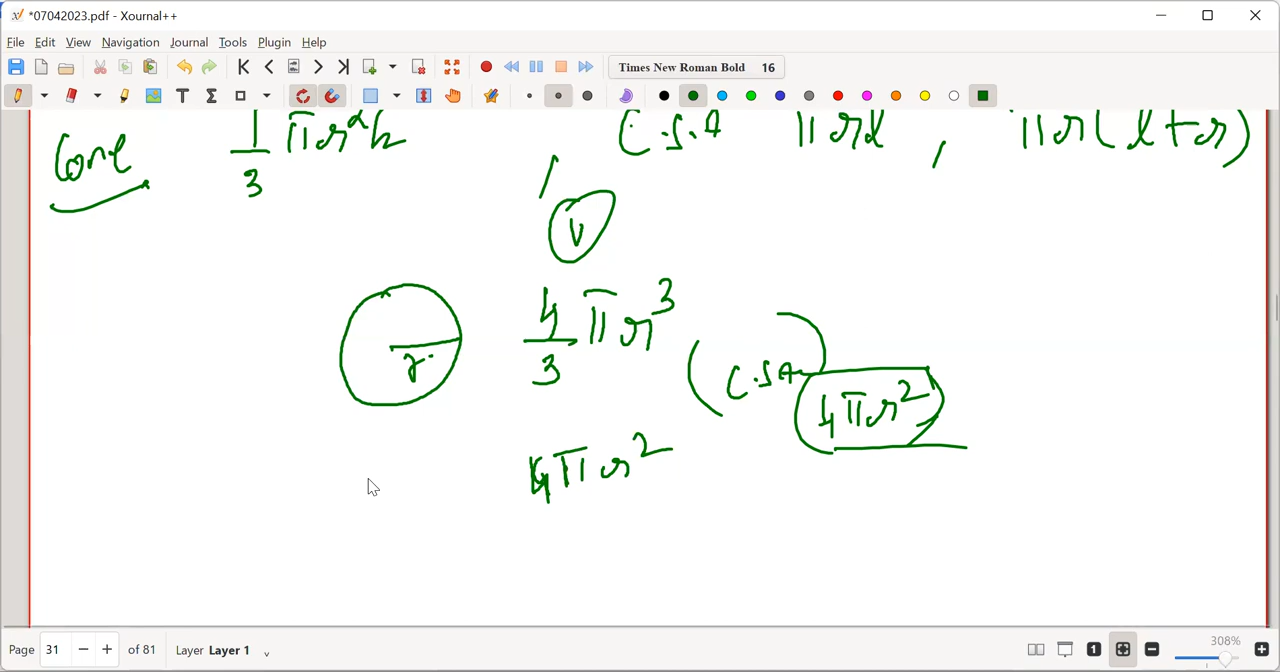 *07042023.pdf - Xournal++
File Edit View Navigation Journal Tools Plugin Help
Times New Roman Bold 16
Cone 1/3 πr²h C.S.A πrl , πr(l+r)
V
r 4/3 πr³
(C.SA) 4πr²
4πr²
Page 31 of 81 Layer Layer 1 308%